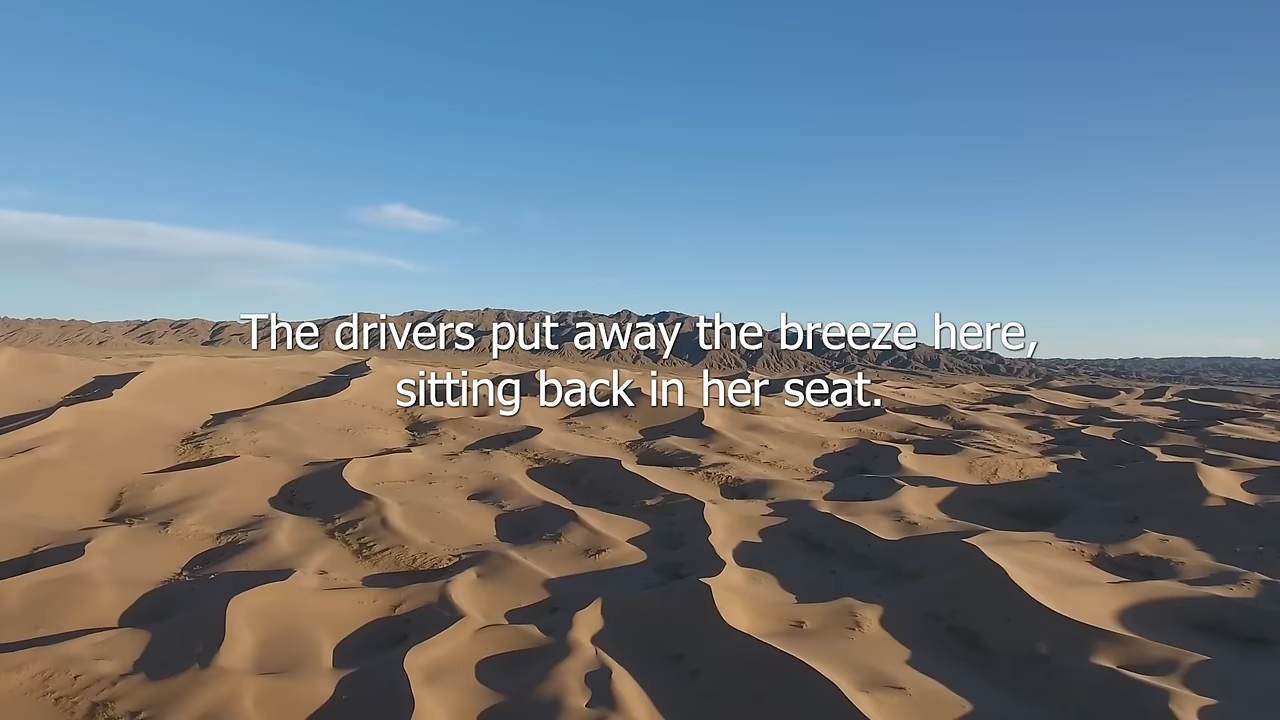 The drivers put away the breeze here,
sitting back in her seat.